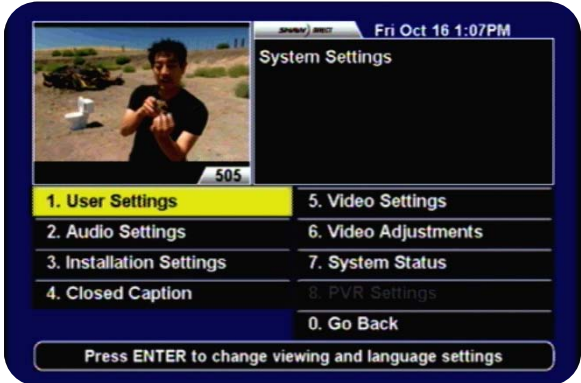 SHAW) DIRECT
Fri Oct 16 1:07PM
System Settings
505
1. User Settings
2. Audio Settings
3. Installation Settings
4. Closed Caption
5. Video Settings
6. Video Adjustments
7. System Status
8. PVR Settings
0. Go Back
Press ENTER to change viewing and language settings